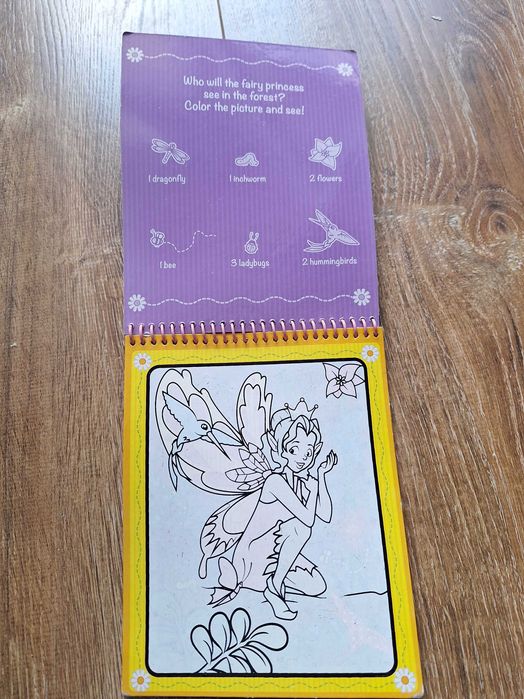 Who will the fairy princess
see in the forest?
Color the picture and see!
1 dragonfly
1 inchworm
2 flowers
1 bee
3 ladybugs
2 hummingbirds